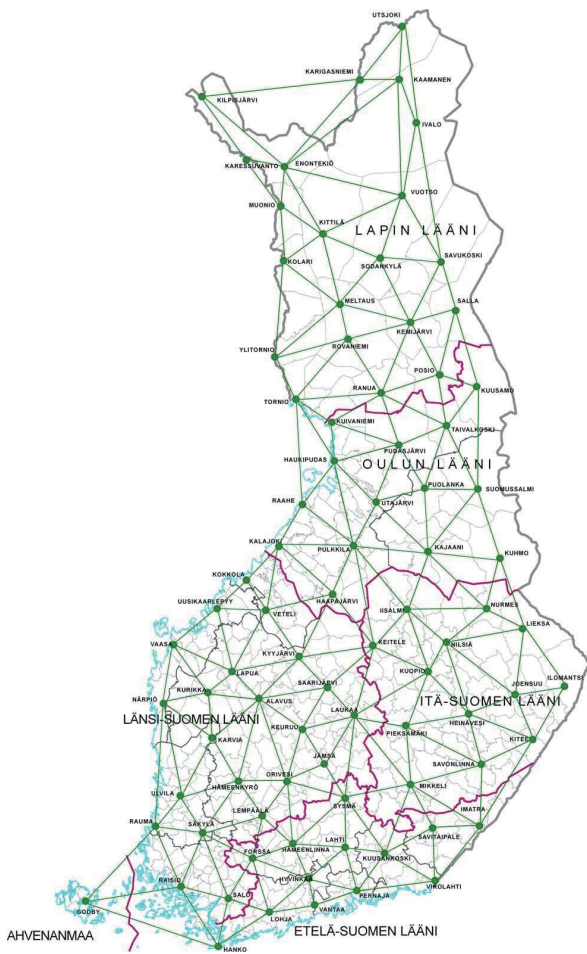 UTSJOKI
KARIGASNIEMI
KAAMANEN
KILPISJÄRVI
IVALO
KARESSUVANTO
ENONTEKIÖ
VUOTSO
MUONIO
KITTILÄ
LAPIN LÄÄNI
KOLARI
SODANKYLÄ
SAVUKOSKI
MELTAUS
SALLA
KEMIJÄRVI
ROVANIEMI
YLITORNIO
POSIO
RANUA
KUUSAMO
TORNIO
KUIVANIEMI
TAIVALKOSKI
PUDASJÄRVI
HAUKIPUDAS
OULUN LÄÄNI
PUOLANKA
SUOMUSSALMI
RAAHE
UTAJÄRVI
KALAJOKI
PULKKILA
KAJAANI
KUHMO
KOKKOLA
UUSIKAARLEPYY
HAAPAJÄRVI
VETELI
IISALMI
NURMES
LIEKSA
VAASA
KYYJÄRVI
KEITELE
NILSIÄ
LAPUA
KUOPIO
SAARIJÄRVI
ILOMANTSI
JOENSUU
NÄRPIÖ
KURIKKA
ALAVUS
ITÄ-SUOMEN LÄÄNI
LAUKAA
LÄNSI-SUOMEN LÄÄNI
HEINÄVESI
KEURUU
PIEKSÄMÄKI
KARVIA
KITEE
JÄMSÄ
SAVONLINNA
ULVILA
HÄMEENKYRÖ
ORIVESI
MIKKELI
SYSMÄ
IMATRA
LEMPÄÄLÄ
RAUMA
SÄKYLÄ
SAVITAIPALE
LAHTI
HÄMEENLINNA
FORSSA
KUUSANKOSKI
HYVINKÄÄ
RAISIO
VIROLAHTI
PERNAJA
SALO
GODBY
VANTAA
LOHJA
ETELÄ-SUOMEN LÄÄNI
AHVENANMAA
HANKO